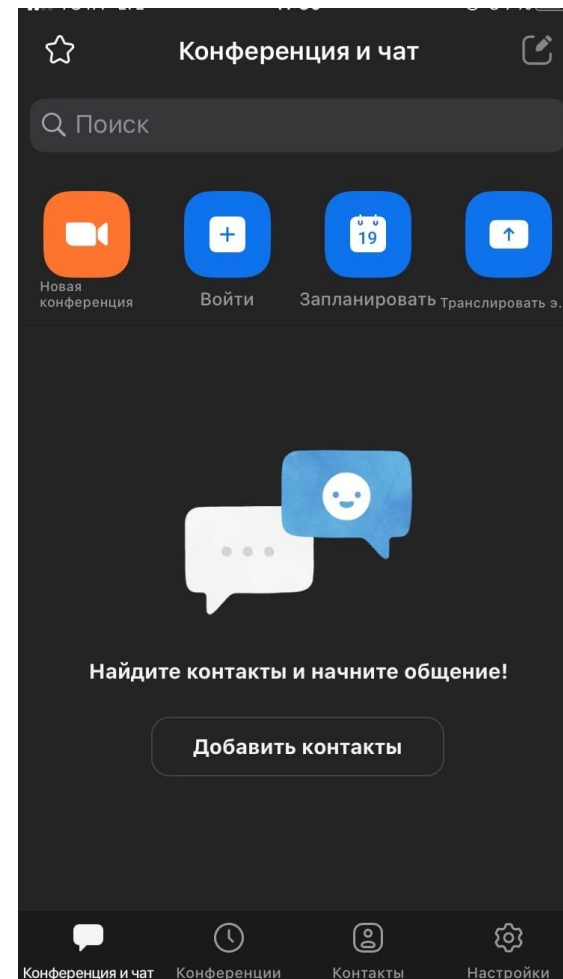 Конференция и чат
Поиск
19
Новая
конференция
Войти
Запланировать
Транслировать э.
Найдите контакты и начните общение!
Добавить контакты
Конференция и чат
Конференции
Контакты
Настройки